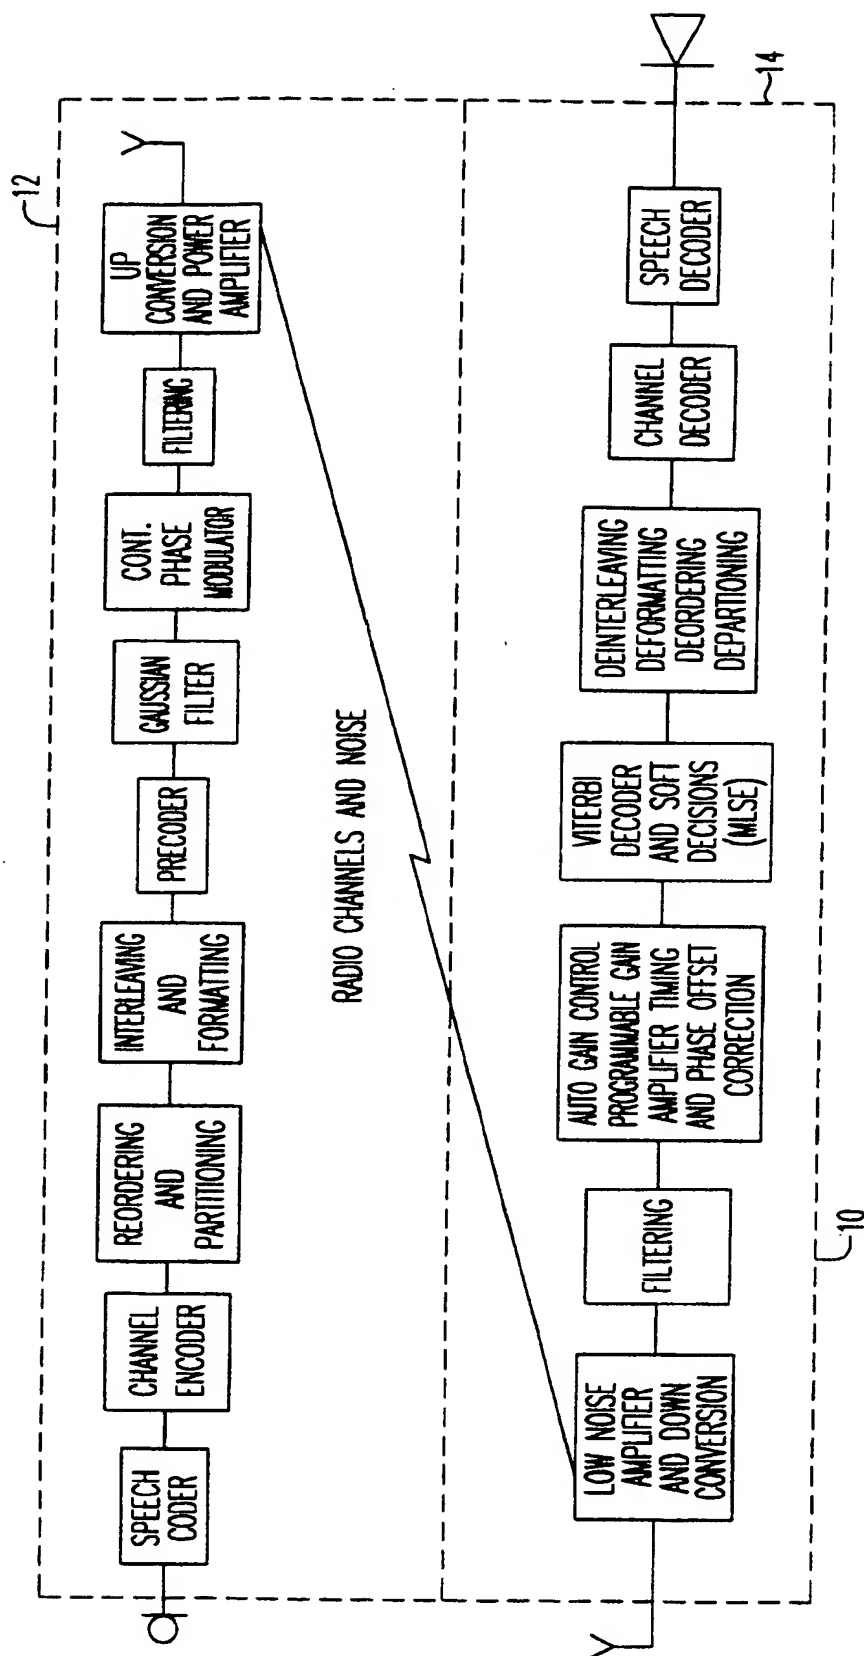 12
SPEECH
CODER
CHANNEL
ENCODER
REORDERING
AND
PARTITIONING
INTERLEAVING
AND
FORMATTING
PRECODER
GAUSSIAN
FILTER
CONT.
PHASE
MODULATOR
FILTERING
UP
CONVERSION
AND POWER
AMPLIFIER
RADIO CHANNELS AND NOISE
LOW NOISE
AMPLIFIER
AND DOWN
CONVERSION
FILTERING
AUTO GAIN CONTROL
PROGRAMMABLE GAIN
AMPLIFIER TIMING
AND PHASE OFFSET
CORRECTION
VITERBI
DECODER
AND SOFT
DECISIONS
(MLSE)
DEINTERLEAVING
DEFORMATTING
DEORDERING
DEPARTIONING
CHANNEL
DECODER
SPEECH
DECODER
14
10